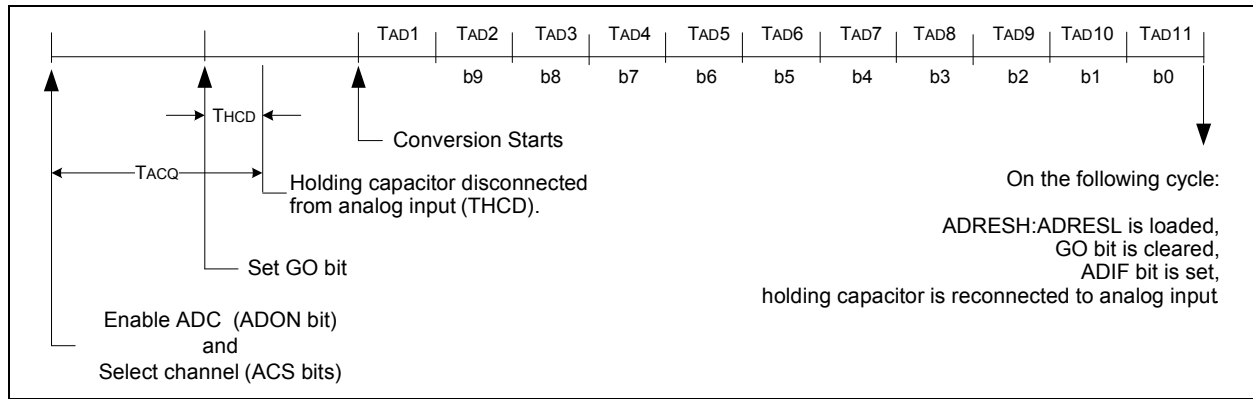 TAD1 TAD2 TAD3 TAD4 TAD5 TAD6 TAD7 TAD8 TAD9 TAD10 TAD11
b9 b8 b7 b6 b5 b4 b3 b2 b1 b0
THCD
Conversion Starts
TACQ
Holding capacitor disconnected
from analog input (THCD).
On the following cycle:
ADRESH:ADRESL is loaded,
GO bit is cleared,
ADIF bit is set,
holding capacitor is reconnected to analog input
Set GO bit
Enable ADC (ADON bit)
and
Select channel (ACS bits)